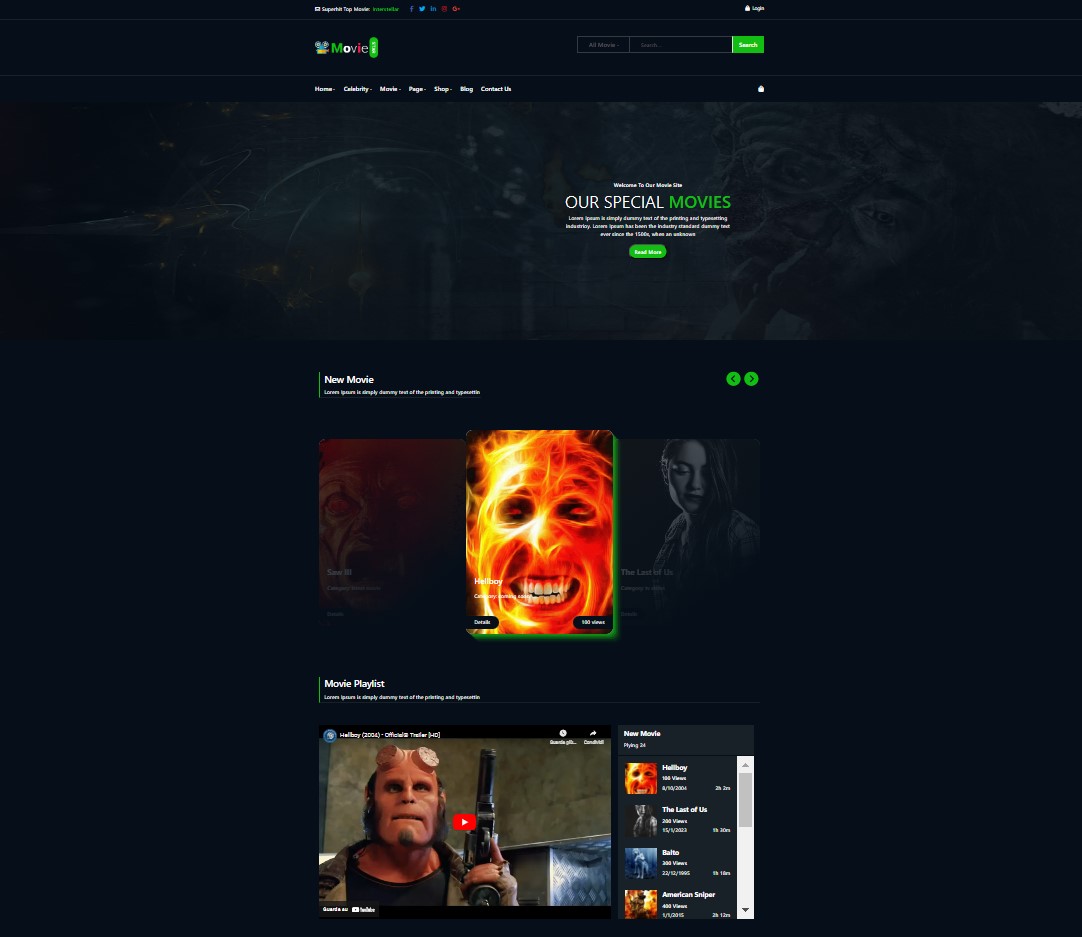 Superhit Top Movie: Interstellar
Login
Movie
All Movie
Search...
Search
Home
Celebrity
Movie
Page
Shop
Blog
Contact Us
Welcome To Our Movie Site
OUR SPECIAL MOVIES
Lorem Ipsum is simply dummy text of the printing and typesetting
industrioy. Lorem Ipsum has been the industry standard dummy text
ever since the 1500s, when an unknown
Read More
New Movie
Lorem Ipsum is simply dummy text of the printing and typesettin
Saw III
Details
Hellboy
Category: coming soon
Details
100 views
The Last of Us
Details
Movie Playlist
Lorem Ipsum is simply dummy text of the printing and typesettin
Hellboy (2004) - Official® Trailer [HD]
Guarda più...
Condividi
Guarda su YouTube
New Movie
Plying 24
Hellboy
100 Views
8/10/2004
2h 2m
The Last of Us
200 Views
15/1/2023
1h 30m
Balto
300 Views
22/12/1995
1h 18m
American Sniper
400 Views
1/1/2015
2h 12m